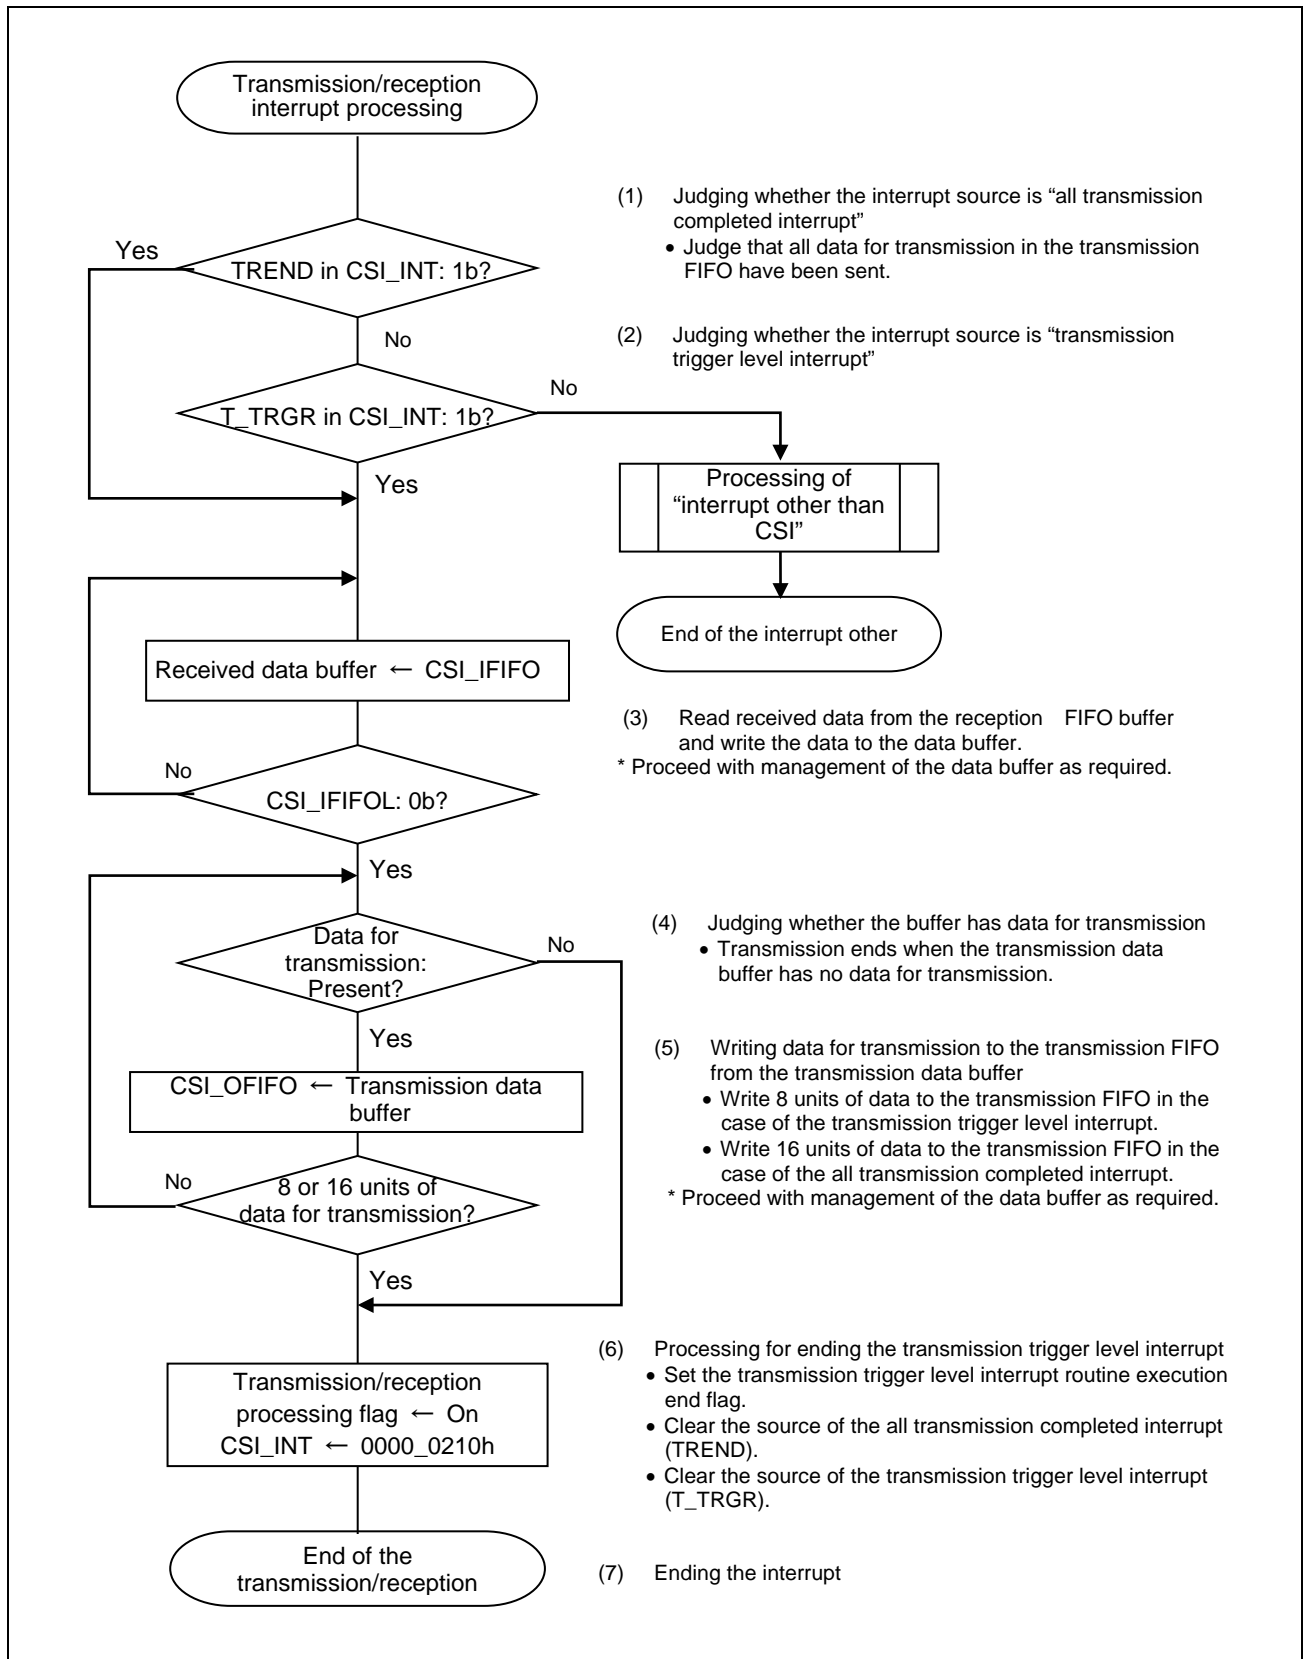 Transmission/reception
interrupt processing
(1) Judging whether the interrupt source is “all transmission
completed interrupt”
• Judge that all data for transmission in the transmission
FIFO have been sent.
Yes
TREND in CSI_INT: 1b?
No
(2) Judging whether the interrupt source is “transmission
trigger level interrupt”
No
T_TRGR in CSI_INT: 1b?
Yes
Processing of
“interrupt other than
CSI”
End of the interrupt other
Received data buffer ← CSI_IFIFO
(3) Read received data from the reception FIFO buffer
and write the data to the data buffer.
* Proceed with management of the data buffer as required.
No
CSI_IFIFOL: 0b?
Yes
Data for
transmission:
Present?
No
(4) Judging whether the buffer has data for transmission
• Transmission ends when the transmission data
buffer has no data for transmission.
Yes
(5) Writing data for transmission to the transmission FIFO
from the transmission data buffer
• Write 8 units of data to the transmission FIFO in the
case of the transmission trigger level interrupt.
• Write 16 units of data to the transmission FIFO in the
case of the all transmission completed interrupt.
* Proceed with management of the data buffer as required.
CSI_OFIFO ← Transmission data
buffer
No
8 or 16 units of
data for transmission?
Yes
(6) Processing for ending the transmission trigger level interrupt
• Set the transmission trigger level interrupt routine execution
end flag.
• Clear the source of the all transmission completed interrupt
(TREND).
• Clear the source of the transmission trigger level interrupt
(T_TRGR).
Transmission/reception
processing flag ← On
CSI_INT ← 0000_0210h
End of the
transmission/reception
(7) Ending the interrupt